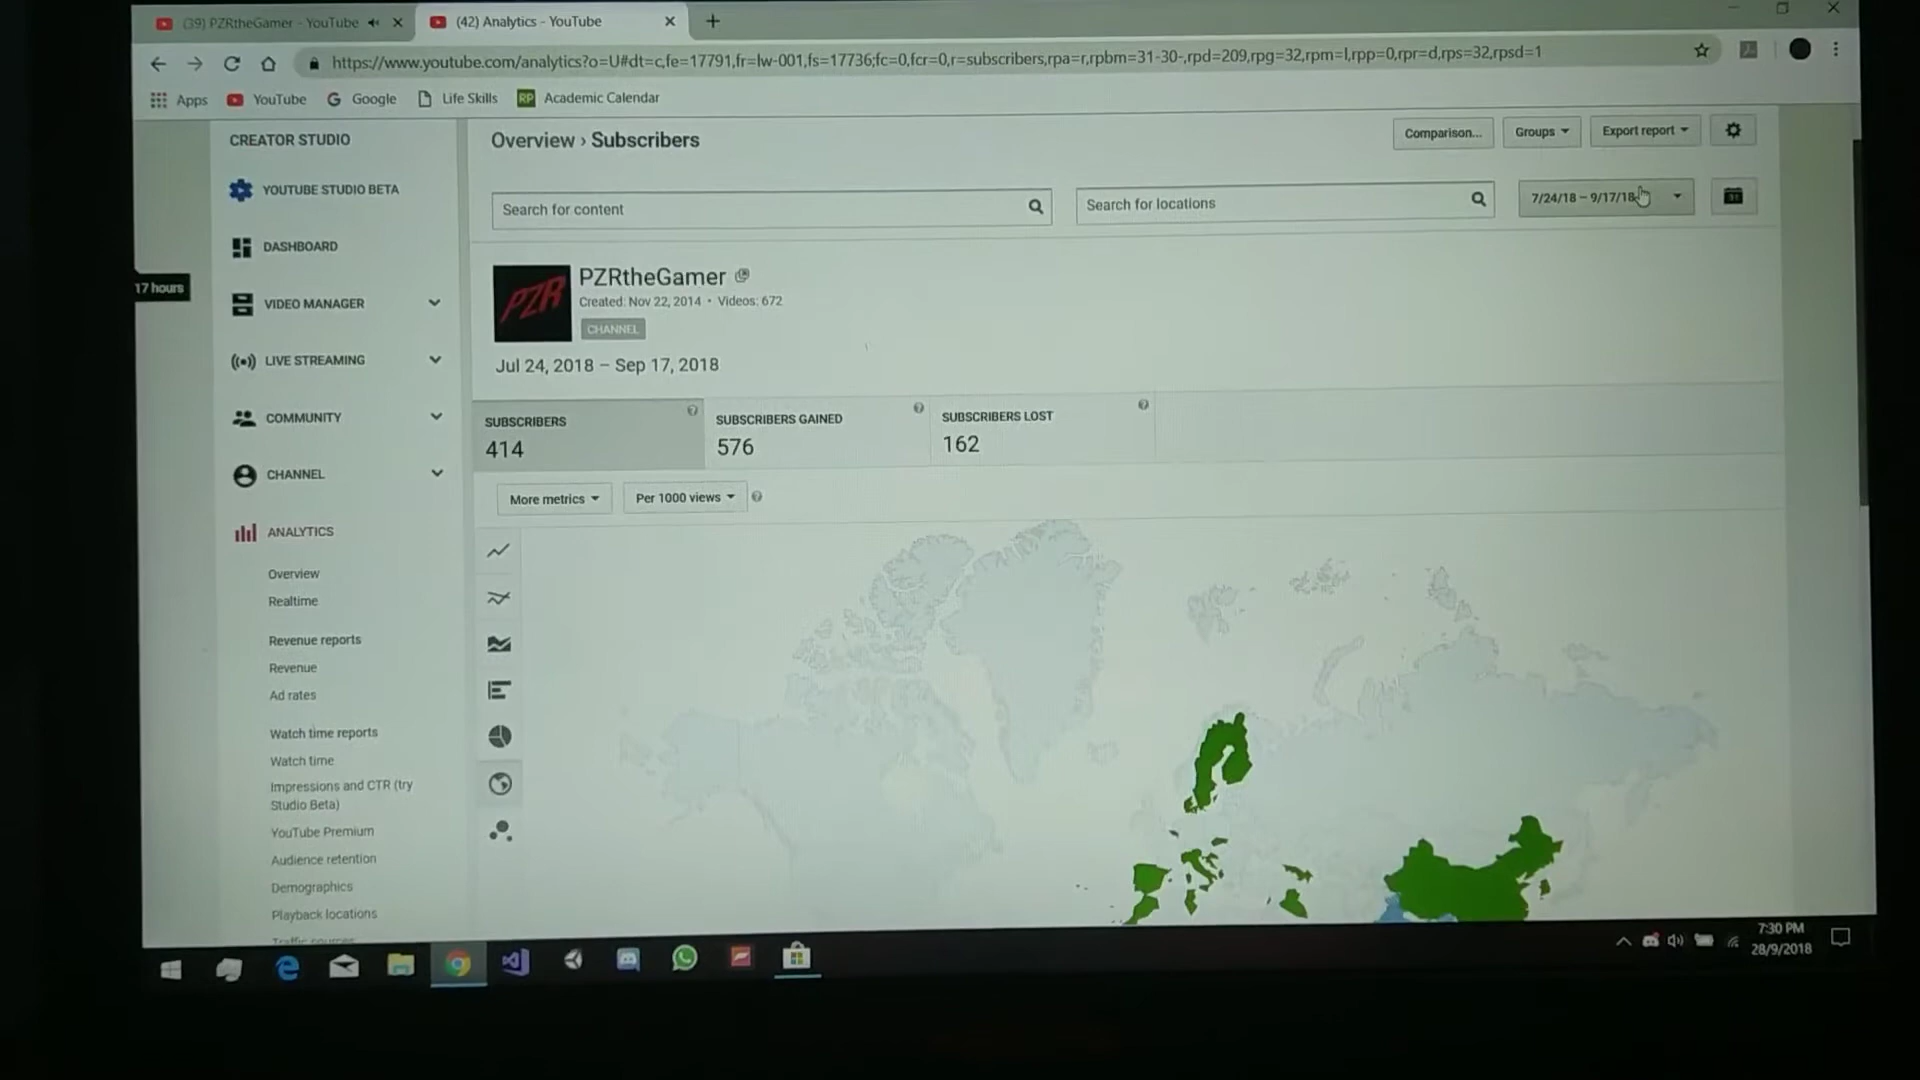 (39) PZRtheGamer - YouTube
(42) Analytics - YouTube
https://www.youtube.com/analytics?o=U#dt=c,fe=17791,fr=lw-001,fs=17736;fc=0,fcr=0,r=subscribers,rpa=r,rpbm=31-30-,rpd=209,rpg=32,rpm=l,rpp=0,rpr=d,rps=32,rpsd=1
Apps
YouTube
Google
Life Skills
RP Academic Calendar
CREATOR STUDIO
Overview › Subscribers
Comparison...
Groups
Export report
YOUTUBE STUDIO BETA
Search for content
Search for locations
7/24/18 – 9/17/18
DASHBOARD
17 hours
PZR
PZRtheGamer
Created: Nov 22, 2014 • Videos: 672
CHANNEL
VIDEO MANAGER
LIVE STREAMING
Jul 24, 2018 – Sep 17, 2018
COMMUNITY
SUBSCRIBERS
414
SUBSCRIBERS GAINED
576
SUBSCRIBERS LOST
162
CHANNEL
More metrics
Per 1000 views
ANALYTICS
Overview
Realtime
Revenue reports
Revenue
Ad rates
Watch time reports
Watch time
Impressions and CTR (try
Studio Beta)
YouTube Premium
Audience retention
Demographics
Playback locations
Traffic sources
7:30 PM
28/9/2018